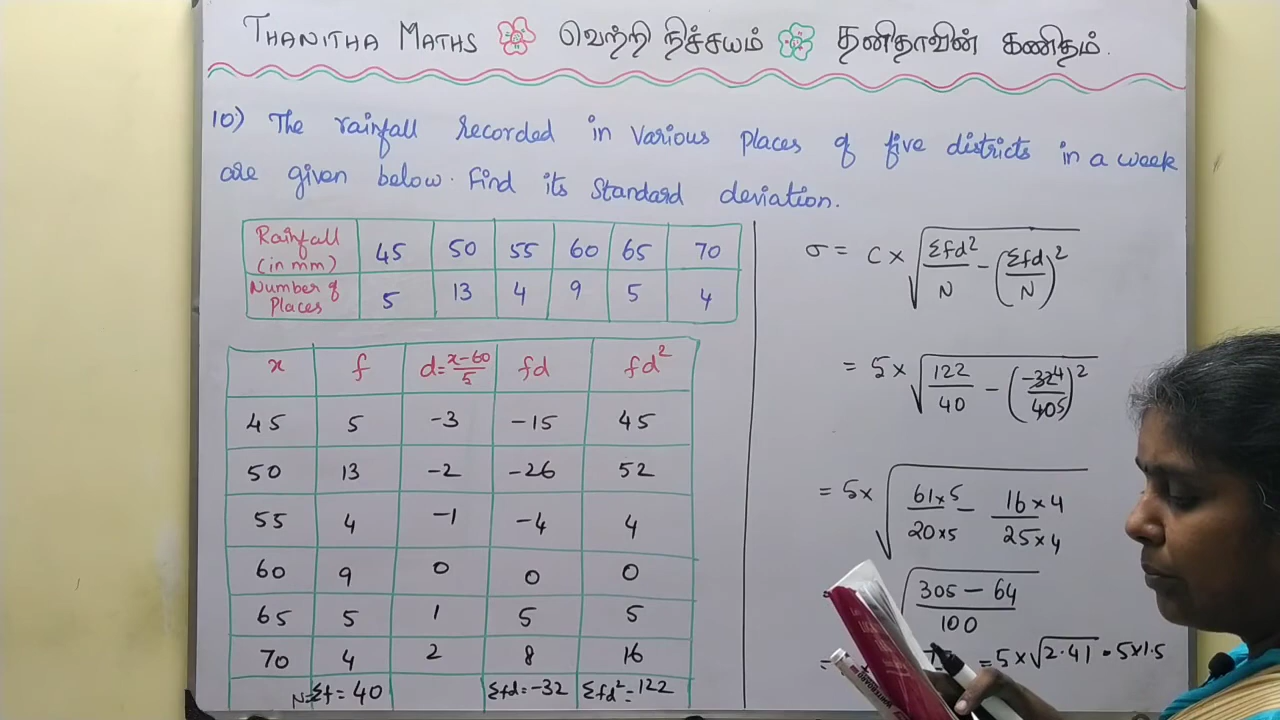 THANITHA MATHS வெற்றி நிச்சயம் தனிதாவின் கணிதம்.
10) The rainfall recorded in various places of five districts in a week
are given below. Find its standard deviation.
Rainfall (in mm) 45 50 55 60 65 70
Number of Places 5 13 4 9 5 4
x f d=x-60/5 fd fd²
45 5 -3 -15 45
50 13 -2 -26 52
55 4 -1 -4 4
60 9 0 0 0
65 5 1 5 5
70 4 2 8 16
N=Σf=40 Σfd=-32 Σfd²=122
σ = C × √(Σfd²/N - (Σfd/N)²)
= 5 × √(122/40 - (-32 4/40 5)²)
= 5 × √(61×5/20×5 - 16×4/25×4)
√(305-64/100)
= 5 × √2.41 = 5×1.5